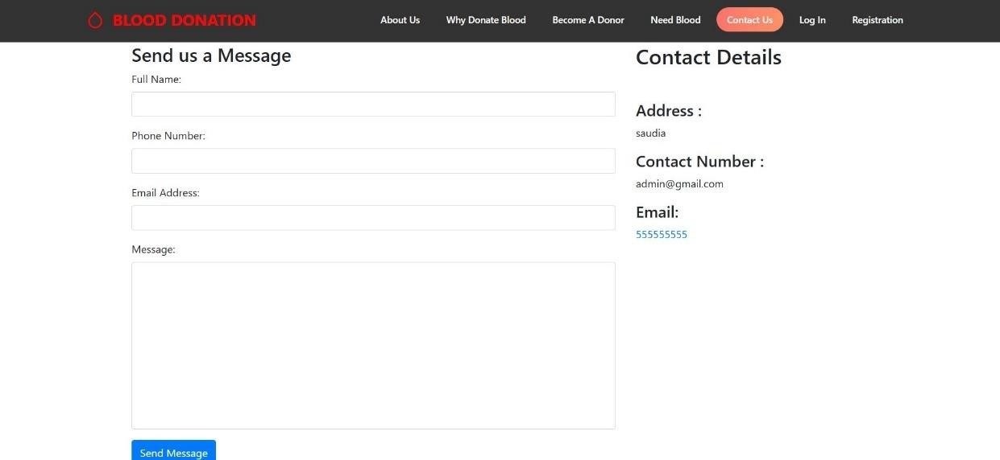 BLOOD DONATION
About Us
Why Donate Blood
Become A Donor
Need Blood
Contact Us
Log In
Registration
Send us a Message
Full Name:
Phone Number:
Email Address:
Message:
Send Message
Contact Details
Address :
saudia
Contact Number :
admin@gmail.com
Email:
555555555